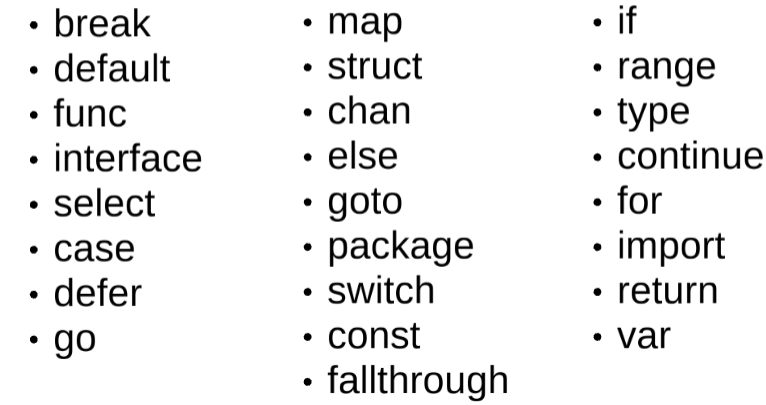 • break
• default
• func
• interface
• select
• case
• defer
• go
• map
• struct
• chan
• else
• goto
• package
• switch
• const
• fallthrough
• if
• range
• type
• continue
• for
• import
• return
• var